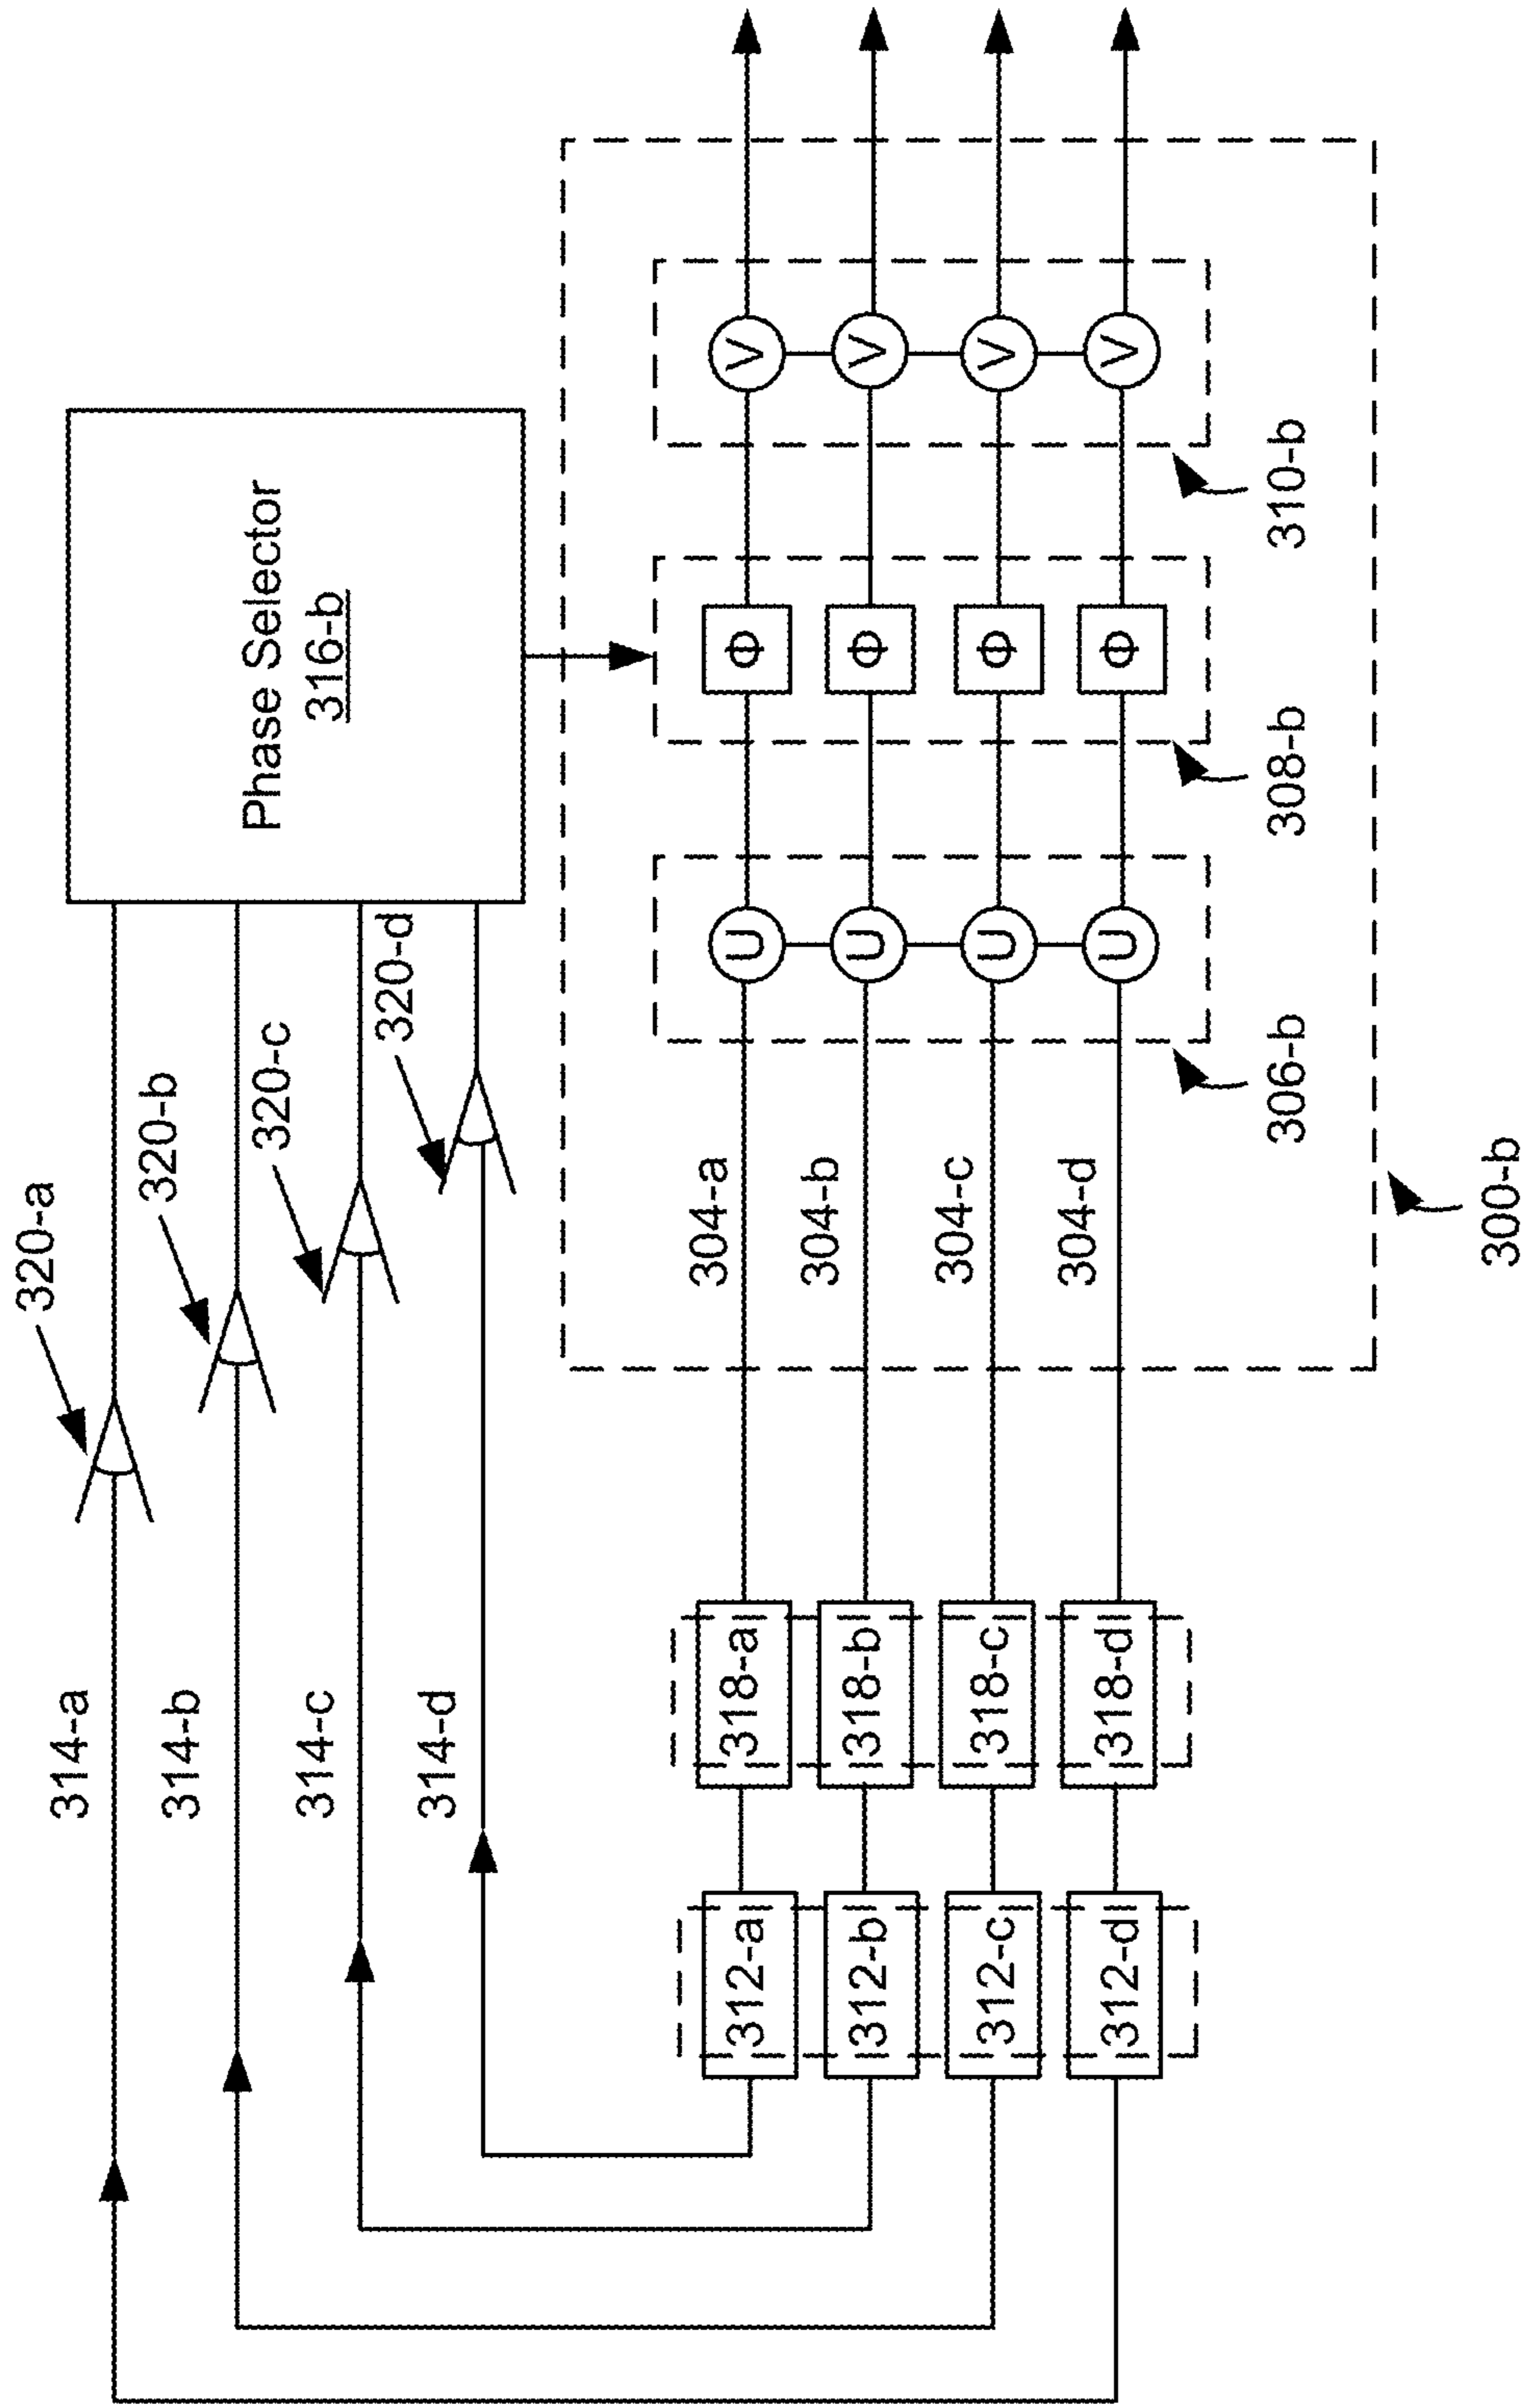 314-a
320-a
314-b
320-b
314-c
320-c
314-d
320-d
Phase Selector
316-b
312-a
318-a
304-a
U
Φ
V
312-b
318-b
304-b
U
Φ
V
312-c
318-c
304-c
U
Φ
V
312-d
318-d
304-d
U
Φ
V
306-b
308-b
310-b
300-b